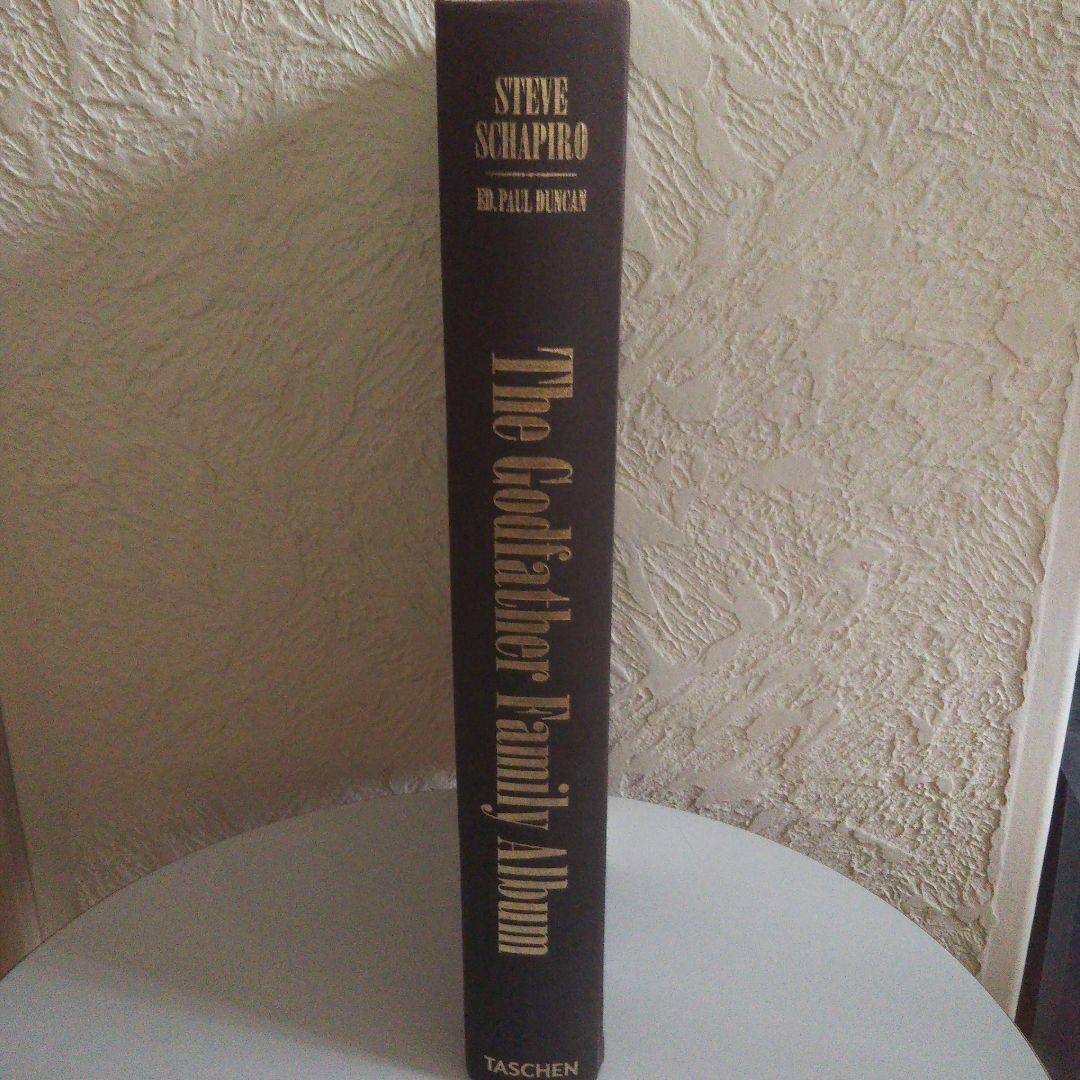 STEVE
SCHAPIRO
ED. PAUL DUNCAN
The Godfather Family Album
TASCHEN